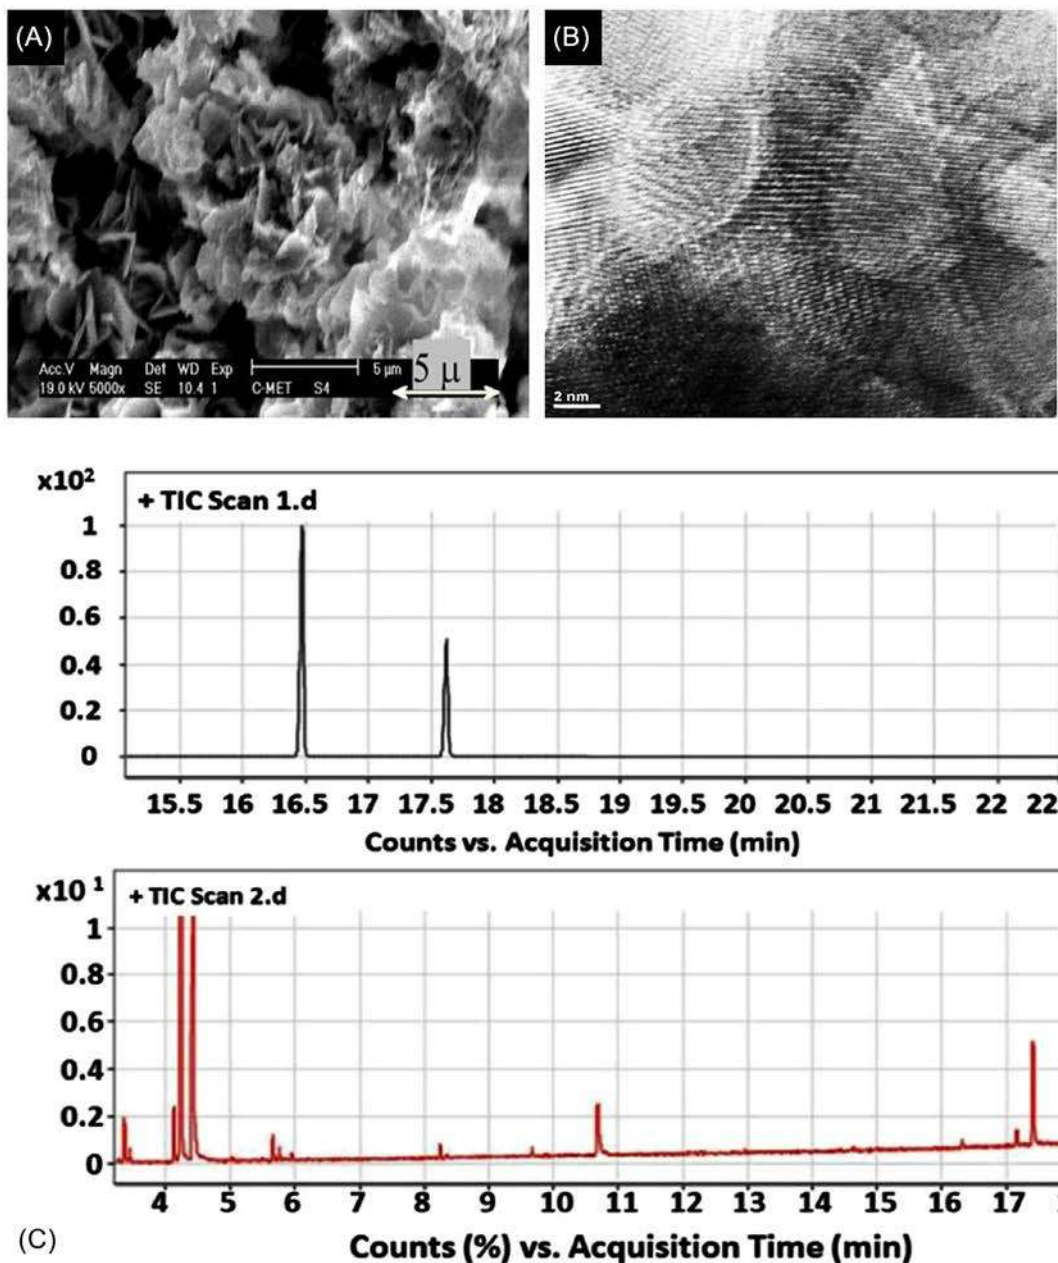 (A)
Acc.V Magn Det WD Exp 5 μm
19.0 kV 5000x SE 10.4 1 C-MET S4
5 μ
(B)
2 nm
x10²
+ TIC Scan 1.d
1
0.8
0.6
0.4
0.2
0
15.5 16 16.5 17 17.5 18 18.5 19 19.5 20 20.5 21 21.5 22 22
Counts vs. Acquisition Time (min)
x10 ¹
+ TIC Scan 2.d
1
0.8
0.6
0.4
0.2
0
4 5 6 7 8 9 10 11 12 13 14 15 16 17
(C)
Counts (%) vs. Acquisition Time (min)